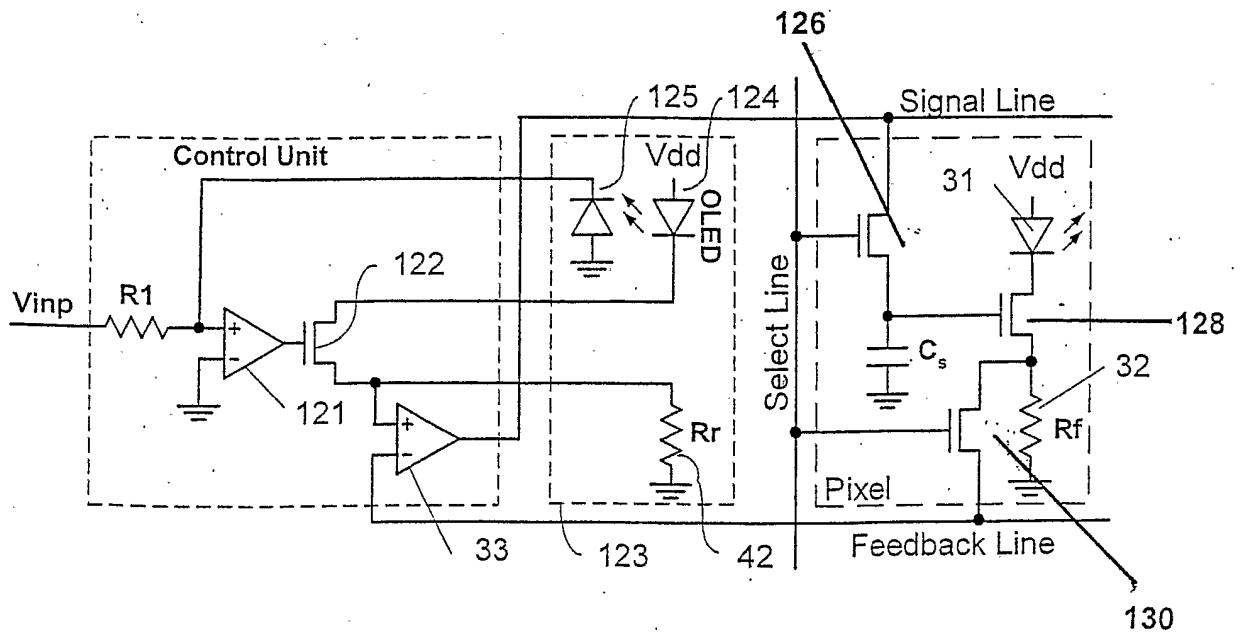 126
125
124
Signal Line
Control Unit
Vdd
31
Vdd
OLED
122
Vinp
R1
+
-
128
Select Line
Cs
32
121
+
-
Rr
Rf
Pixel
33
123
42
Feedback Line
130